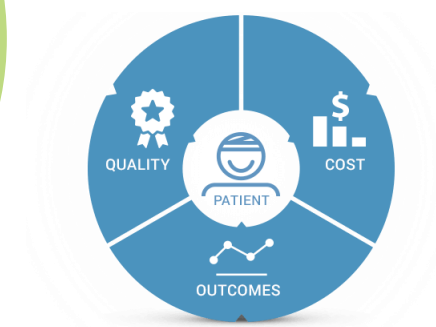 $
QUALITY
COST
PATIENT
OUTCOMES